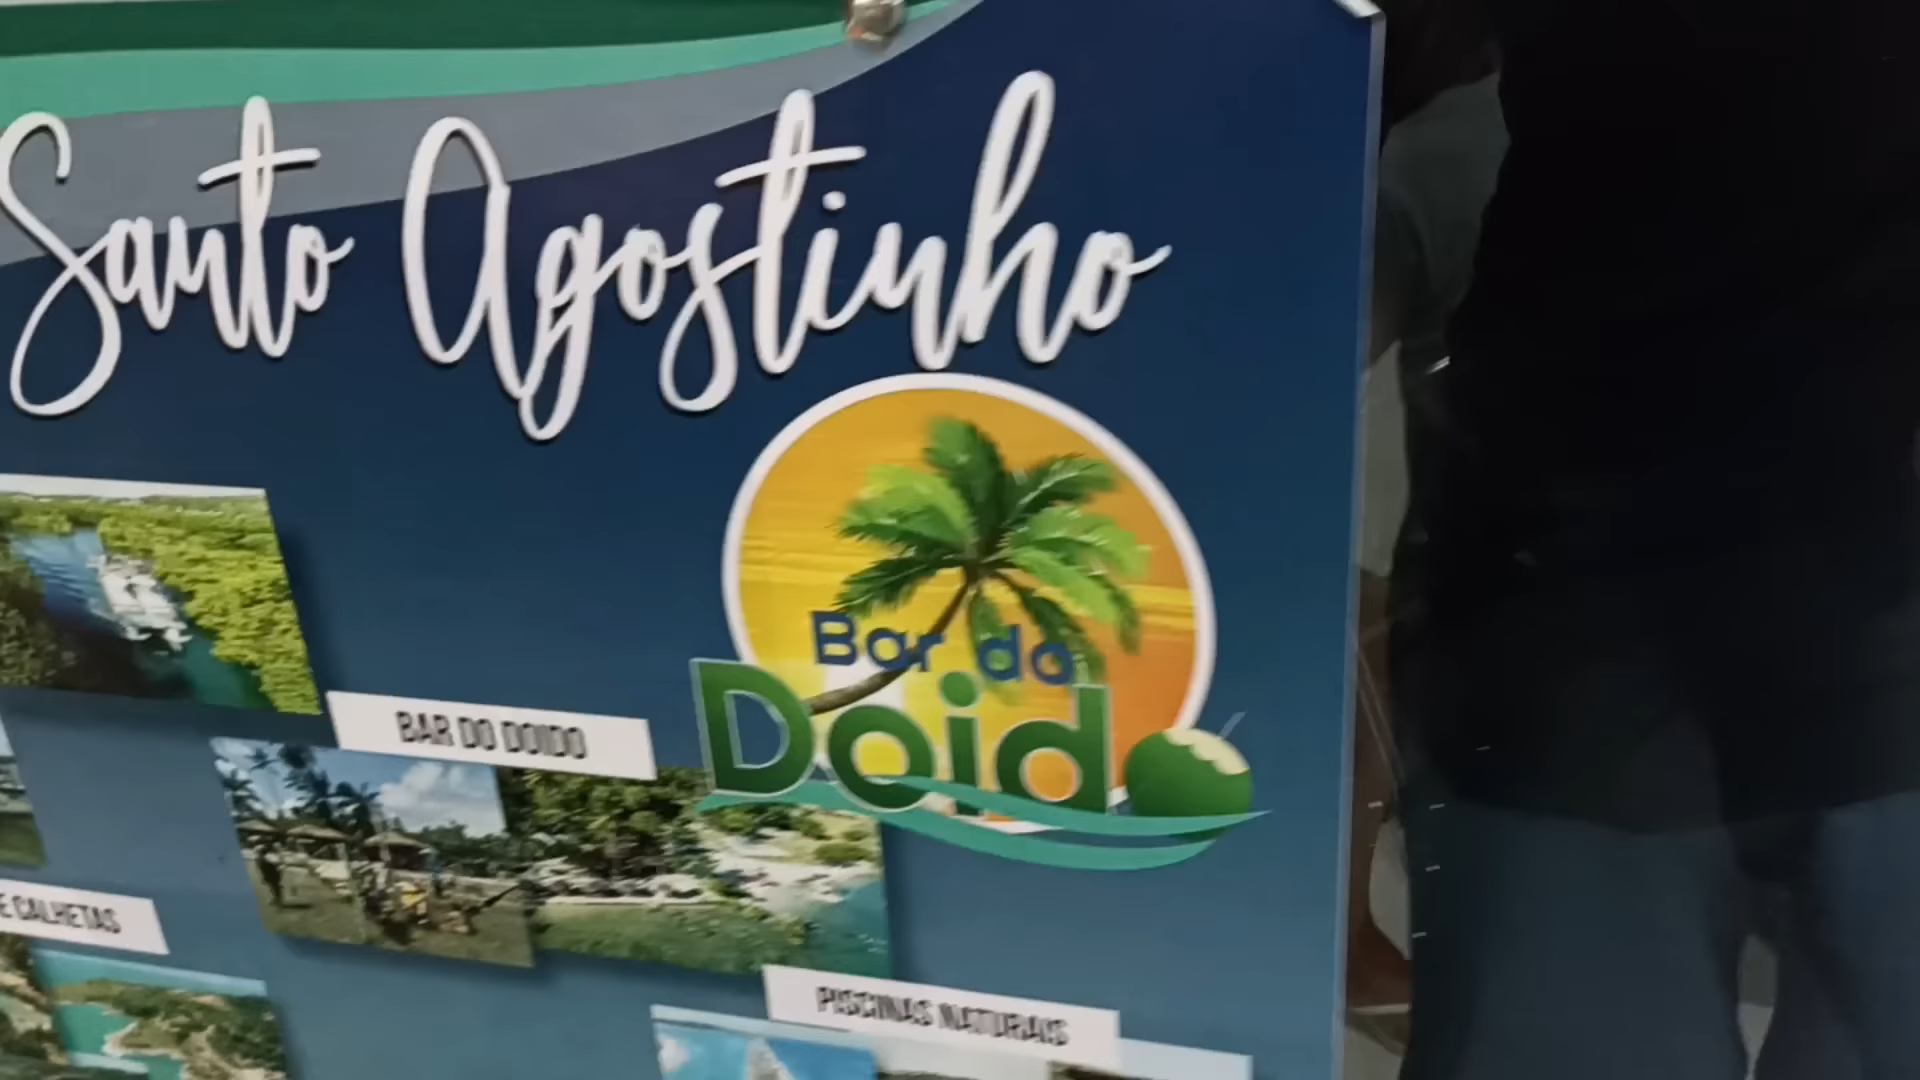 Santo Agostinho
Bar do
Doido
BAR DO DOIDO
E CALHETAS
PISCINAS NATURAIS